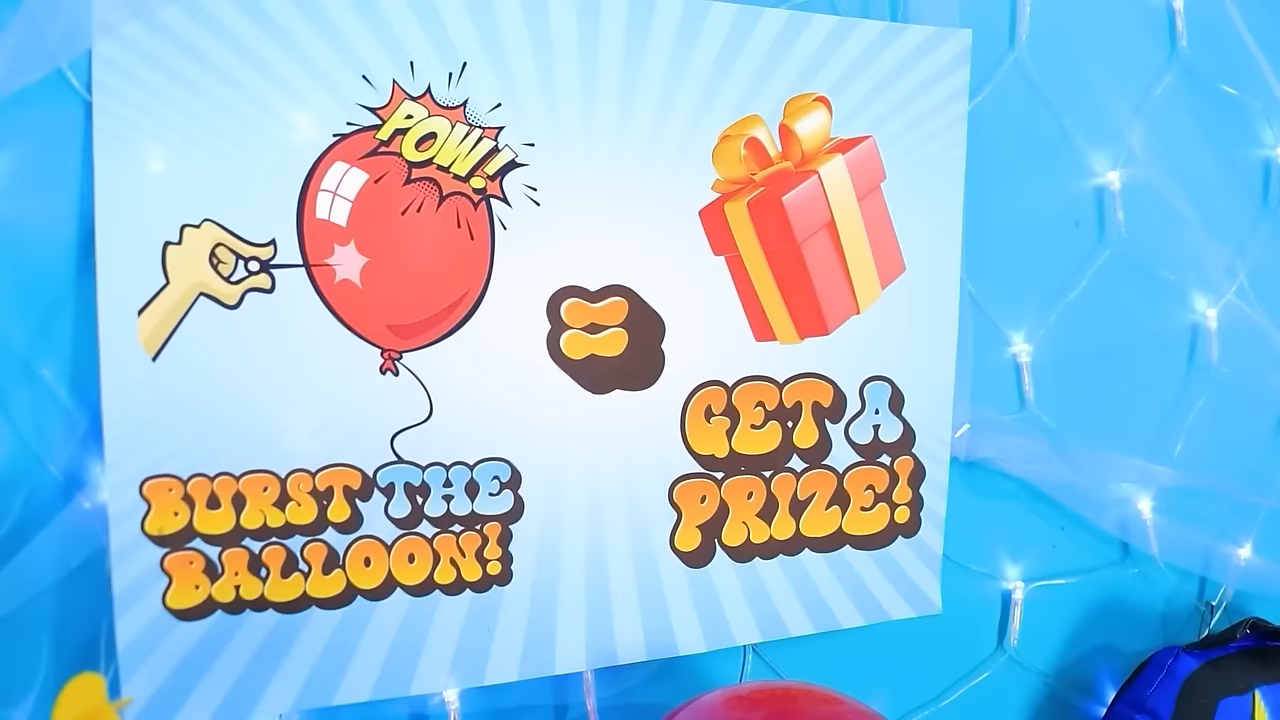 POW!
=
BURST THE
BALLOON!
GET A
PRIZE!